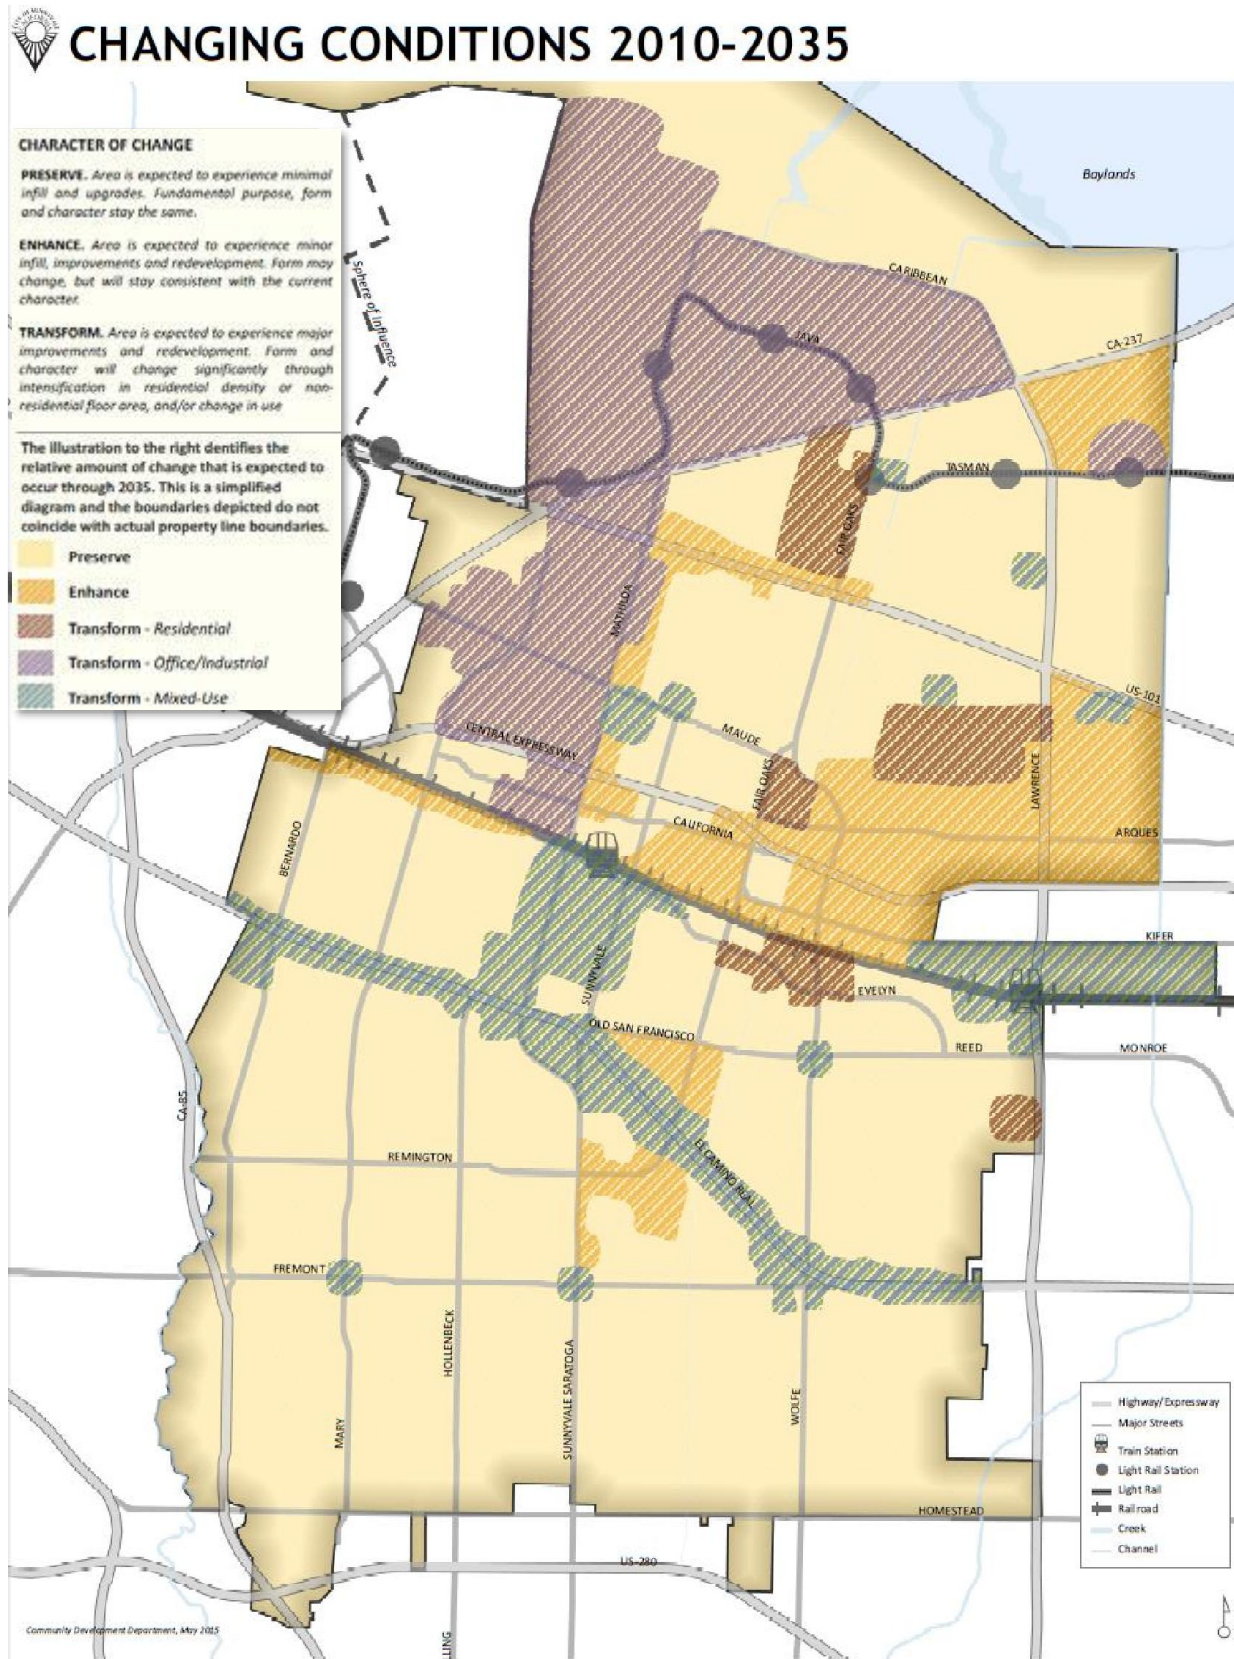 CHANGING CONDITIONS 2010-2035
CHARACTER OF CHANGE
PRESERVE. Area is expected to experience minimal
infill and upgrades. Fundamental purpose, form
and character stay the same.
ENHANCE. Area is expected to experience minor
infill, improvements and redevelopment. Form may
change, but will stay consistent with the current
character.
TRANSFORM. Area is expected to experience major
improvements and redevelopment. Form and
character will change significantly through
intensification in residential density or non-
residential floor area, and/or change in use
The illustration to the right dentifies the
relative amount of change that is expected to
occur through 2035. This is a simplified
diagram and the boundaries depicted do not
coincide with actual property line boundaries.
Preserve
Enhance
Transform - Residential
Transform - Office/Industrial
Transform - Mixed-Use
Baylands
Sphere of Influence
CARIBBEAN
JAVA
CA-237
TASMAN
FAIR OAKS
MATHILDA
US-101
CENTRAL EXPRESSWAY
MAUDE
FAIR OAKS
LAWRENCE
CALIFORNIA
ARQUES
BERNARDO
KIFER
SUNNYVALE
EVELYN
OLD SAN FRANCISCO
REED
MONROE
CA-85
REMINGTON
EL CAMINO REAL
FREMONT
HOLLENBECK
SUNNYVALE SARATOGA
MARY
WOLFE
HOMESTEAD
US-280
LING
Highway/Expressway
Major Streets
Train Station
Light Rail Station
Light Rail
Railroad
Creek
Channel
Community Development Department, May 2015